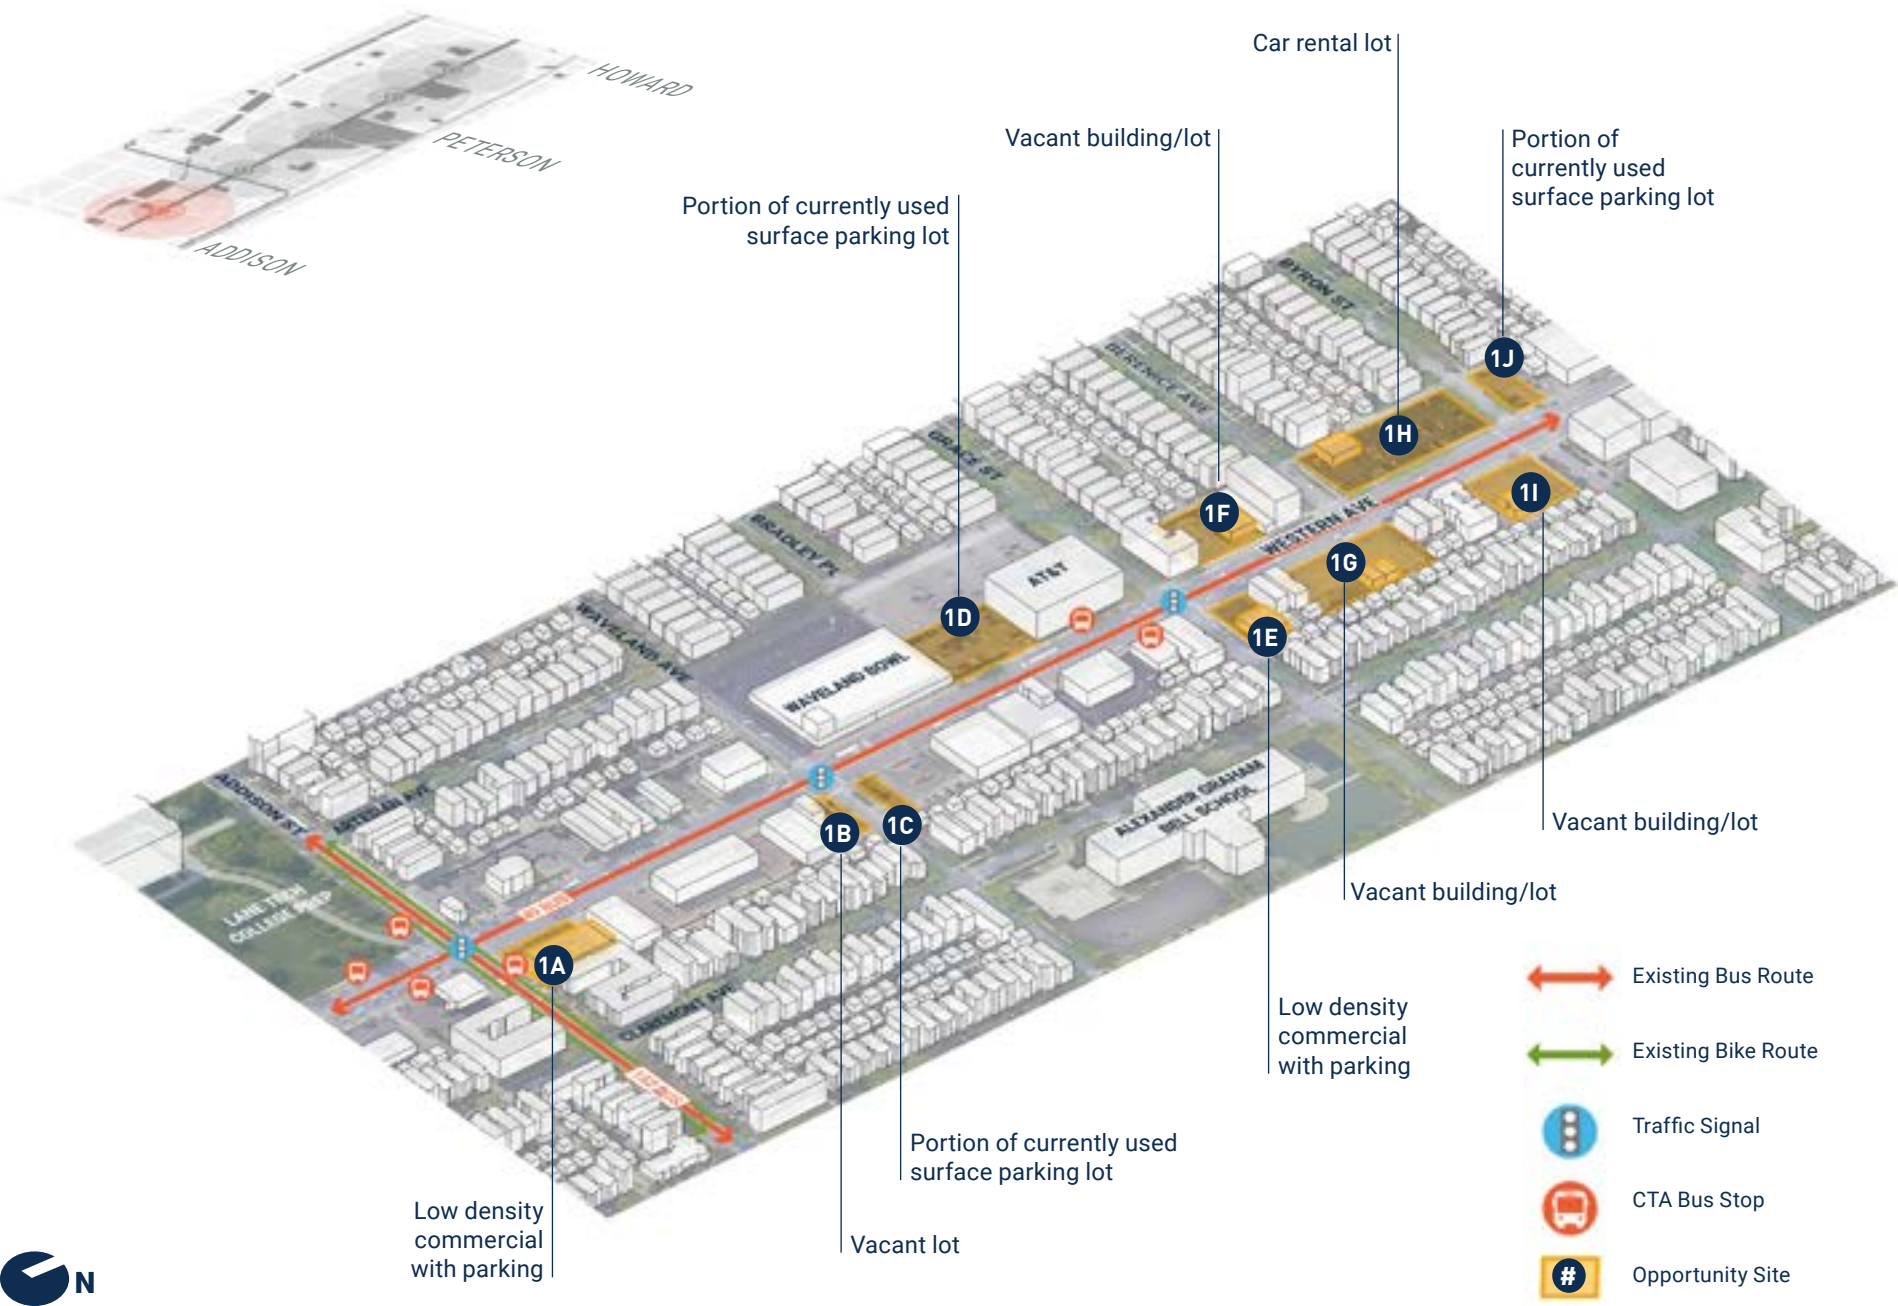 HOWARD
PETERSON
ADDISON
Car rental lot
Vacant building/lot
Portion of
currently used
surface parking lot
Portion of currently used
surface parking lot
BYRON ST
1J
BERENICE AVE
1H
GRACE ST
1I
1F
WESTERN AVE
BRADLEY PL
AT&T
1G
1D
1E
WAVELAND AVE
WAVELAND BOWL
ALEXANDER GRAHAM
BELL SCHOOL
ADDISON ST
ARTESIAN AVE
1B
1C
Vacant building/lot
Vacant building/lot
LANE TECH
COLLEGE PREP
1A
CLAREMONT AVE
Low density
commercial
with parking
Portion of currently used
surface parking lot
Low density
commercial
with parking
Vacant lot
Existing Bus Route
Existing Bike Route
Traffic Signal
CTA Bus Stop
# Opportunity Site
N